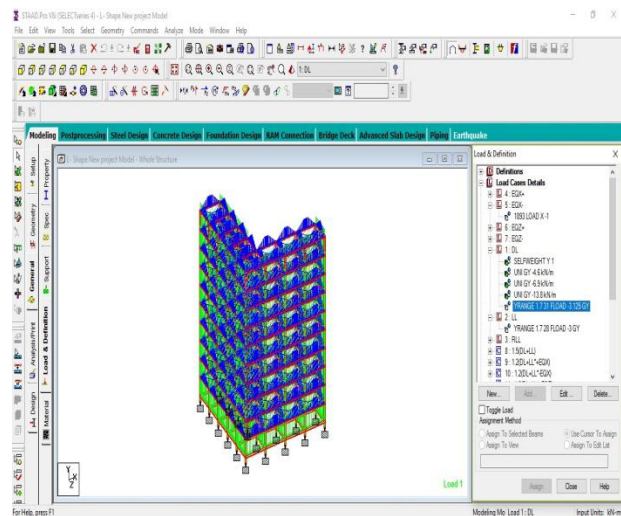 STAAD.Pro V8i (SELECTseries 4) - L- Shape New project Model
File Edit View Tools Select Geometry Commands Analyze Mode Window Help
1: DL
Modeling Postprocessing Steel Design Concrete Design Foundation Design RAM Connection Bridge Deck Advanced Slab Design Piping Earthquake
Setup
Geometry
General
Analysis/Print
Design
Property
Spec
Support
Load & Definition
Material
L- Shape New project Model - Whole Structure
Y
X
Z
Load 1
Load & Definition
X
Definitions
Load Cases Details
4 : EQX+
5 : EQX-
1893 LOAD X -1
6 : EQZ+
7 : EQZ-
1 : DL
SELFWEIGHT Y 1
UNI GY -4.6 kN/m
UNI GY -6.9 kN/m
UNI GY -13.8 kN/m
YRANGE 1.7 31 FLOAD -3.125 GY
2 : LL
YRANGE 1.7 28 FLOAD -3 GY
3 : RLL
8 : 1.5(DL+LL)
9 : 1.2(DL+LL"+EQX)
10 : 1.2(DL+LL"-EQX)
New... Add... Edit... Delete...
Toggle Load
Assignment Method
Assign To Selected Beams Use Cursor To Assign
Assign To View Assign To Edit List
Assign Close Help
For Help, press F1 Modeling Mo Load 1 : DL Input Units: kN-m